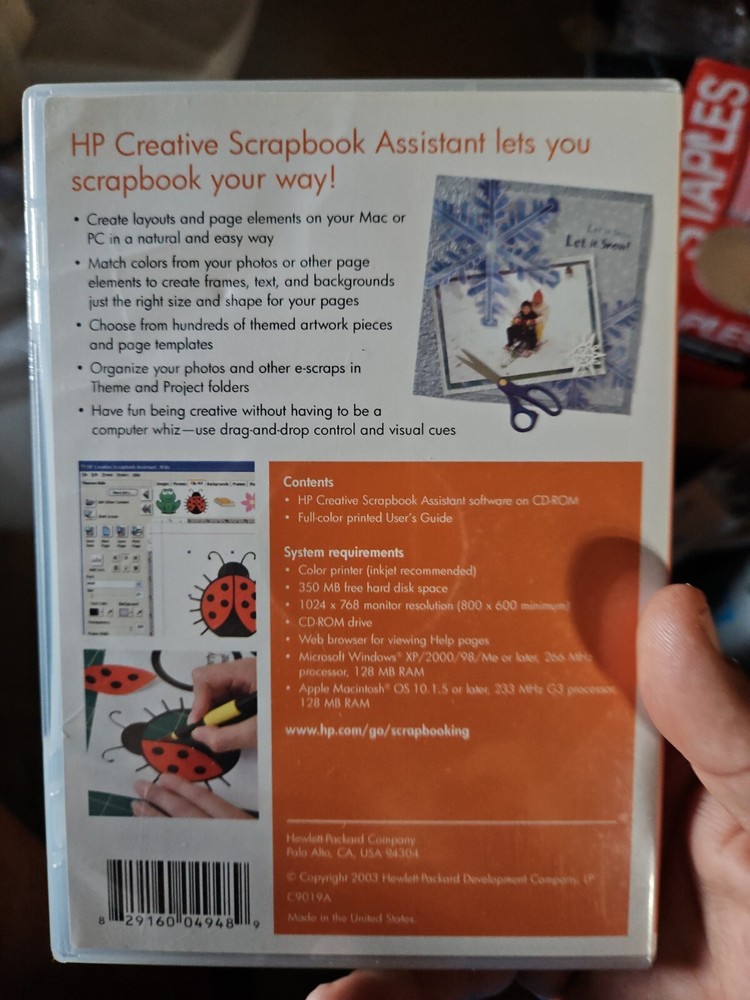 HP Creative Scrapbook Assistant lets you
scrapbook your way!
• Create layouts and page elements on your Mac or
PC in a natural and easy way
• Match colors from your photos or other page
elements to create frames, text, and backgrounds
just the right size and shape for your pages
• Choose from hundreds of themed artwork pieces
and page templates
• Organize your photos and other e-scraps in
Theme and Project folders
• Have fun being creative without having to be a
computer whiz—use drag-and-drop control and visual cues
Let it Snow!
Contents
• HP Creative Scrapbook Assistant software on CD-ROM
• Full-color printed User's Guide
System requirements
• Color printer (inkjet recommended)
• 350 MB free hard disk space
• 1024 x 768 monitor resolution (800 x 600 minimum)
• CD-ROM drive
• Web browser for viewing Help pages
• Microsoft Windows® XP/2000/98/Me or later, 266 MHz
processor, 128 MB RAM
• Apple Macintosh® OS 10.1.5 or later, 233 MHz G3 processor,
128 MB RAM
www.hp.com/go/scrapbooking
Hewlett-Packard Company
Palo Alto, CA, USA 94304
© Copyright 2003 Hewlett-Packard Development Company, LP
C9019A
Made in the United States.
8 29160 04948 9
STAPLES